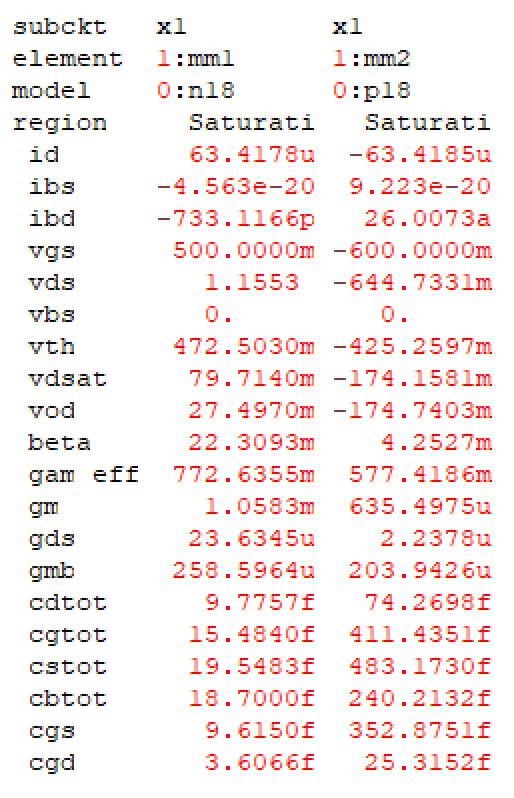 subckt x1 x1
element 1:mm1 1:mm2
model 0:n18 0:p18
region Saturati Saturati
id 63.4178u -63.4185u
ibs -4.563e-20 9.223e-20
ibd -733.1166p 26.0073a
vgs 500.0000m -600.0000m
vds 1.1553 -644.7331m
vbs 0. 0.
vth 472.5030m -425.2597m
vdsat 79.7140m -174.1581m
vod 27.4970m -174.7403m
beta 22.3093m 4.2527m
gam eff 772.6355m 577.4186m
gm 1.0583m 635.4975u
gds 23.6345u 2.2378u
gmb 258.5964u 203.9426u
cdtot 9.7757f 74.2698f
cgtot 15.4840f 411.4351f
cstot 19.5483f 483.1730f
cbtot 18.7000f 240.2132f
cgs 9.6150f 352.8751f
cgd 3.6066f 25.3152f